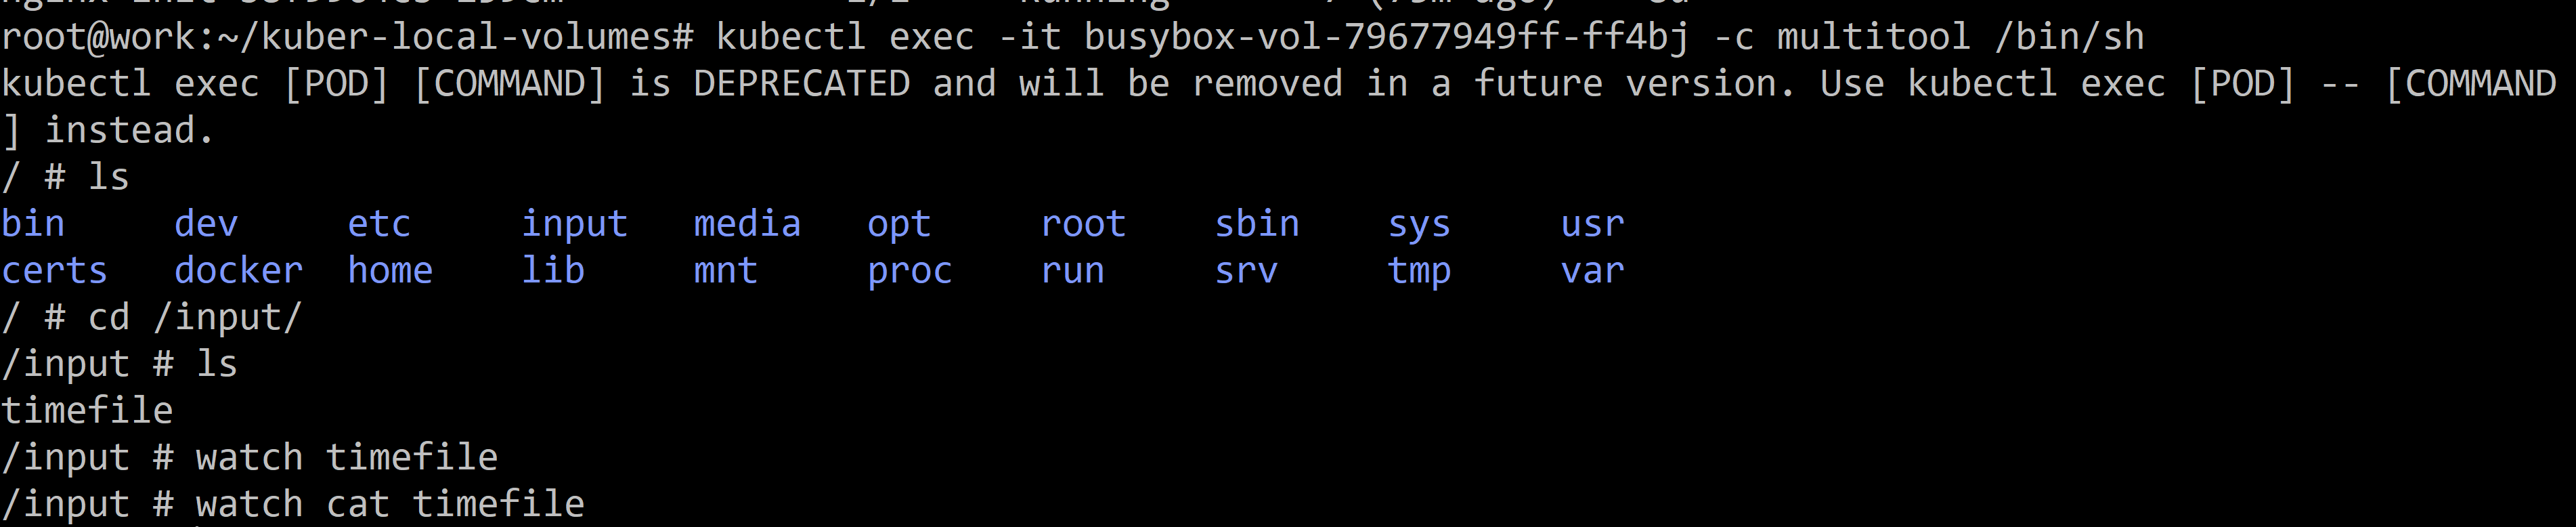 root@work:~/kuber-local-volumes# kubectl exec -it busybox-vol-79677949ff-ff4bj -c multitool /bin/sh
kubectl exec [POD] [COMMAND] is DEPRECATED and will be removed in a future version. Use kubectl exec [POD] -- [COMMAND
] instead.
/ # ls
bin     dev     etc     input   media   opt     root    sbin    sys     usr
certs   docker  home    lib     mnt     proc    run     srv     tmp     var
/ # cd /input/
/input # ls
timefile
/input # watch timefile
/input # watch cat timefile